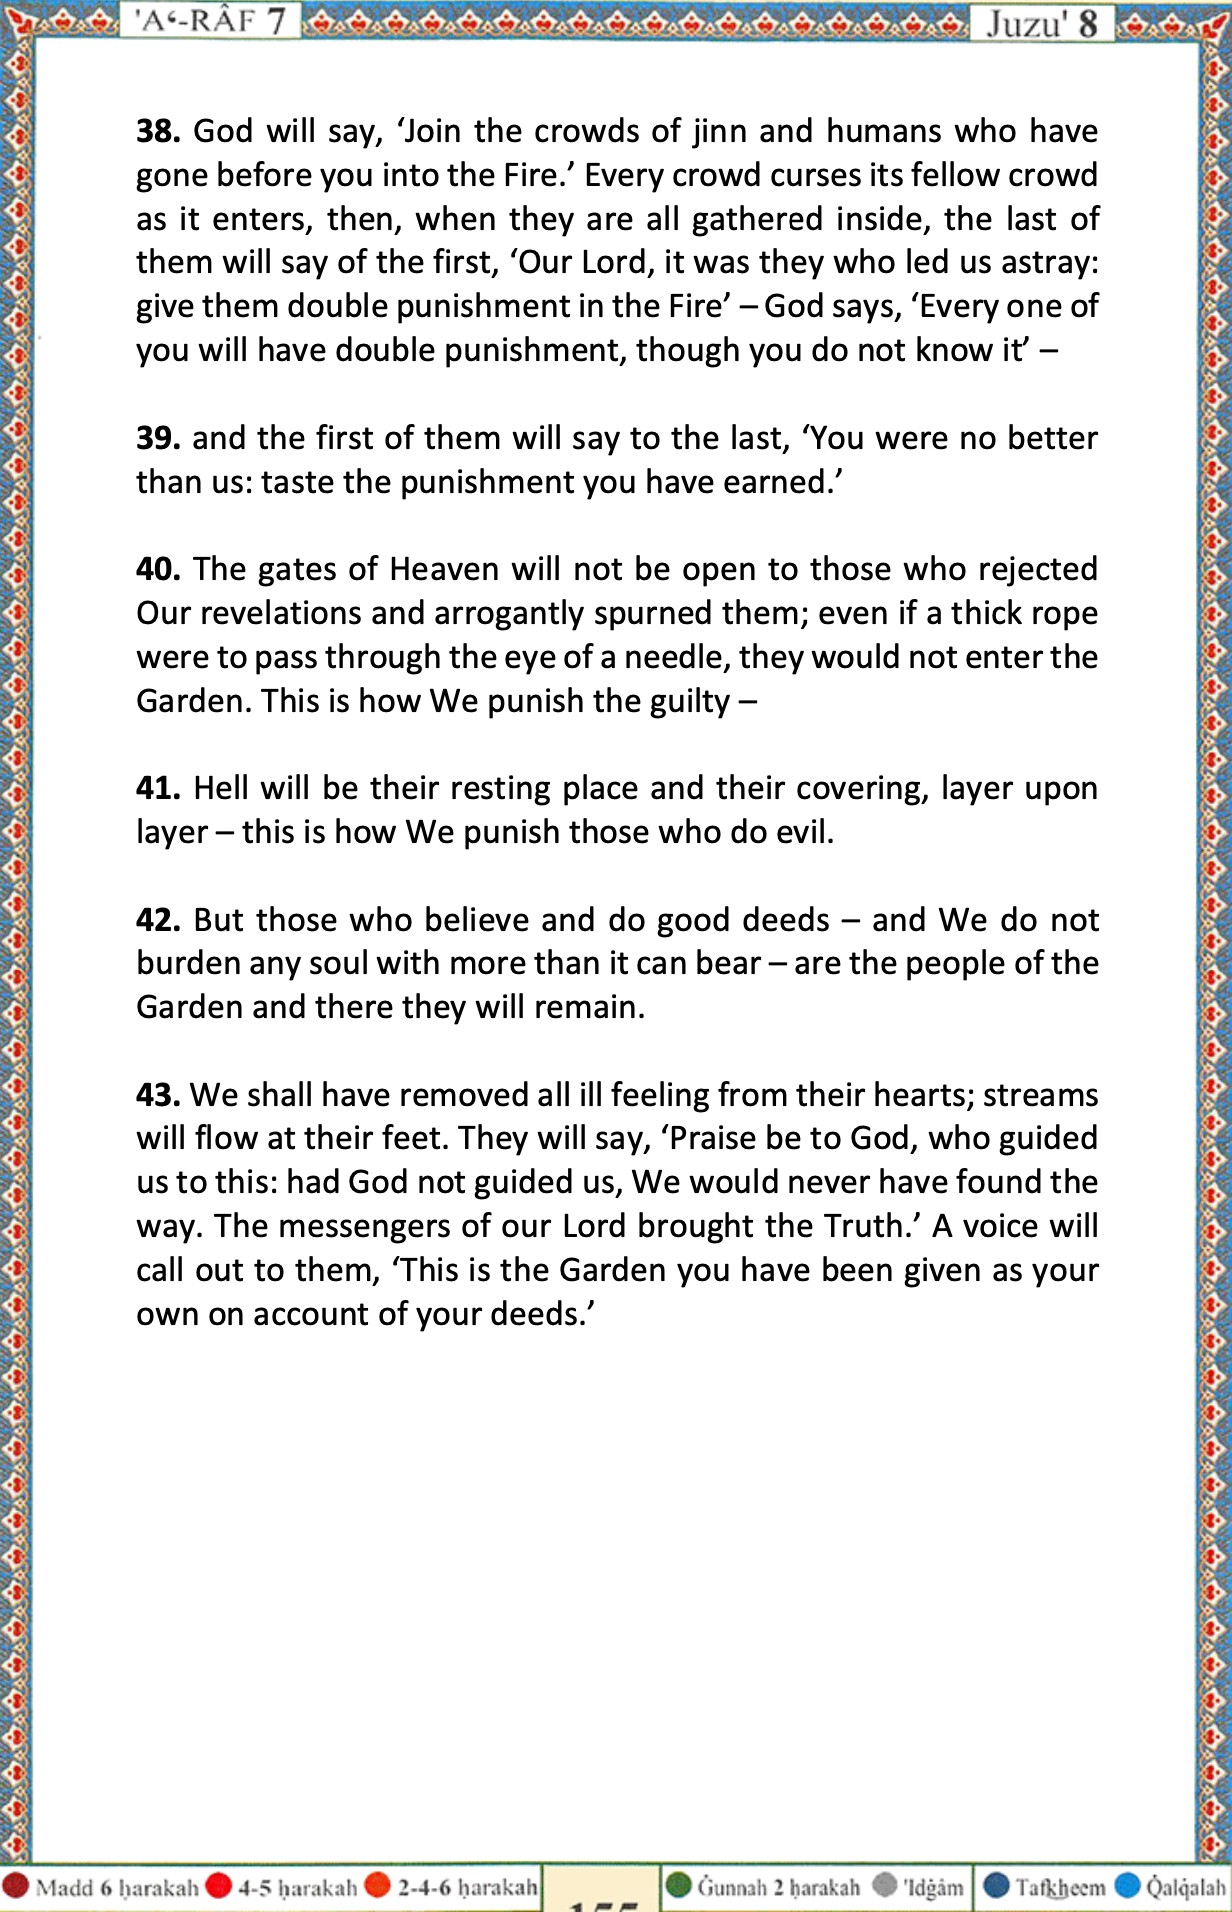 'A‘-RÂF 7
Juzu' 8
38. God will say, ‘Join the crowds of jinn and humans who have
gone before you into the Fire.’ Every crowd curses its fellow crowd
as it enters, then, when they are all gathered inside, the last of
them will say of the first, ‘Our Lord, it was they who led us astray:
give them double punishment in the Fire’ – God says, ‘Every one of
you will have double punishment, though you do not know it’ –
39. and the first of them will say to the last, ‘You were no better
than us: taste the punishment you have earned.’
40. The gates of Heaven will not be open to those who rejected
Our revelations and arrogantly spurned them; even if a thick rope
were to pass through the eye of a needle, they would not enter the
Garden. This is how We punish the guilty –
41. Hell will be their resting place and their covering, layer upon
layer – this is how We punish those who do evil.
42. But those who believe and do good deeds – and We do not
burden any soul with more than it can bear – are the people of the
Garden and there they will remain.
43. We shall have removed all ill feeling from their hearts; streams
will flow at their feet. They will say, ‘Praise be to God, who guided
us to this: had God not guided us, We would never have found the
way. The messengers of our Lord brought the Truth.’ A voice will
call out to them, ‘This is the Garden you have been given as your
own on account of your deeds.’
Madd 6 ḥarakah 4-5 ḥarakah 2-4-6 ḥarakah
Ġunnah 2 ḥarakah 'Idġâm Tafkheem Q̇alq̇alah